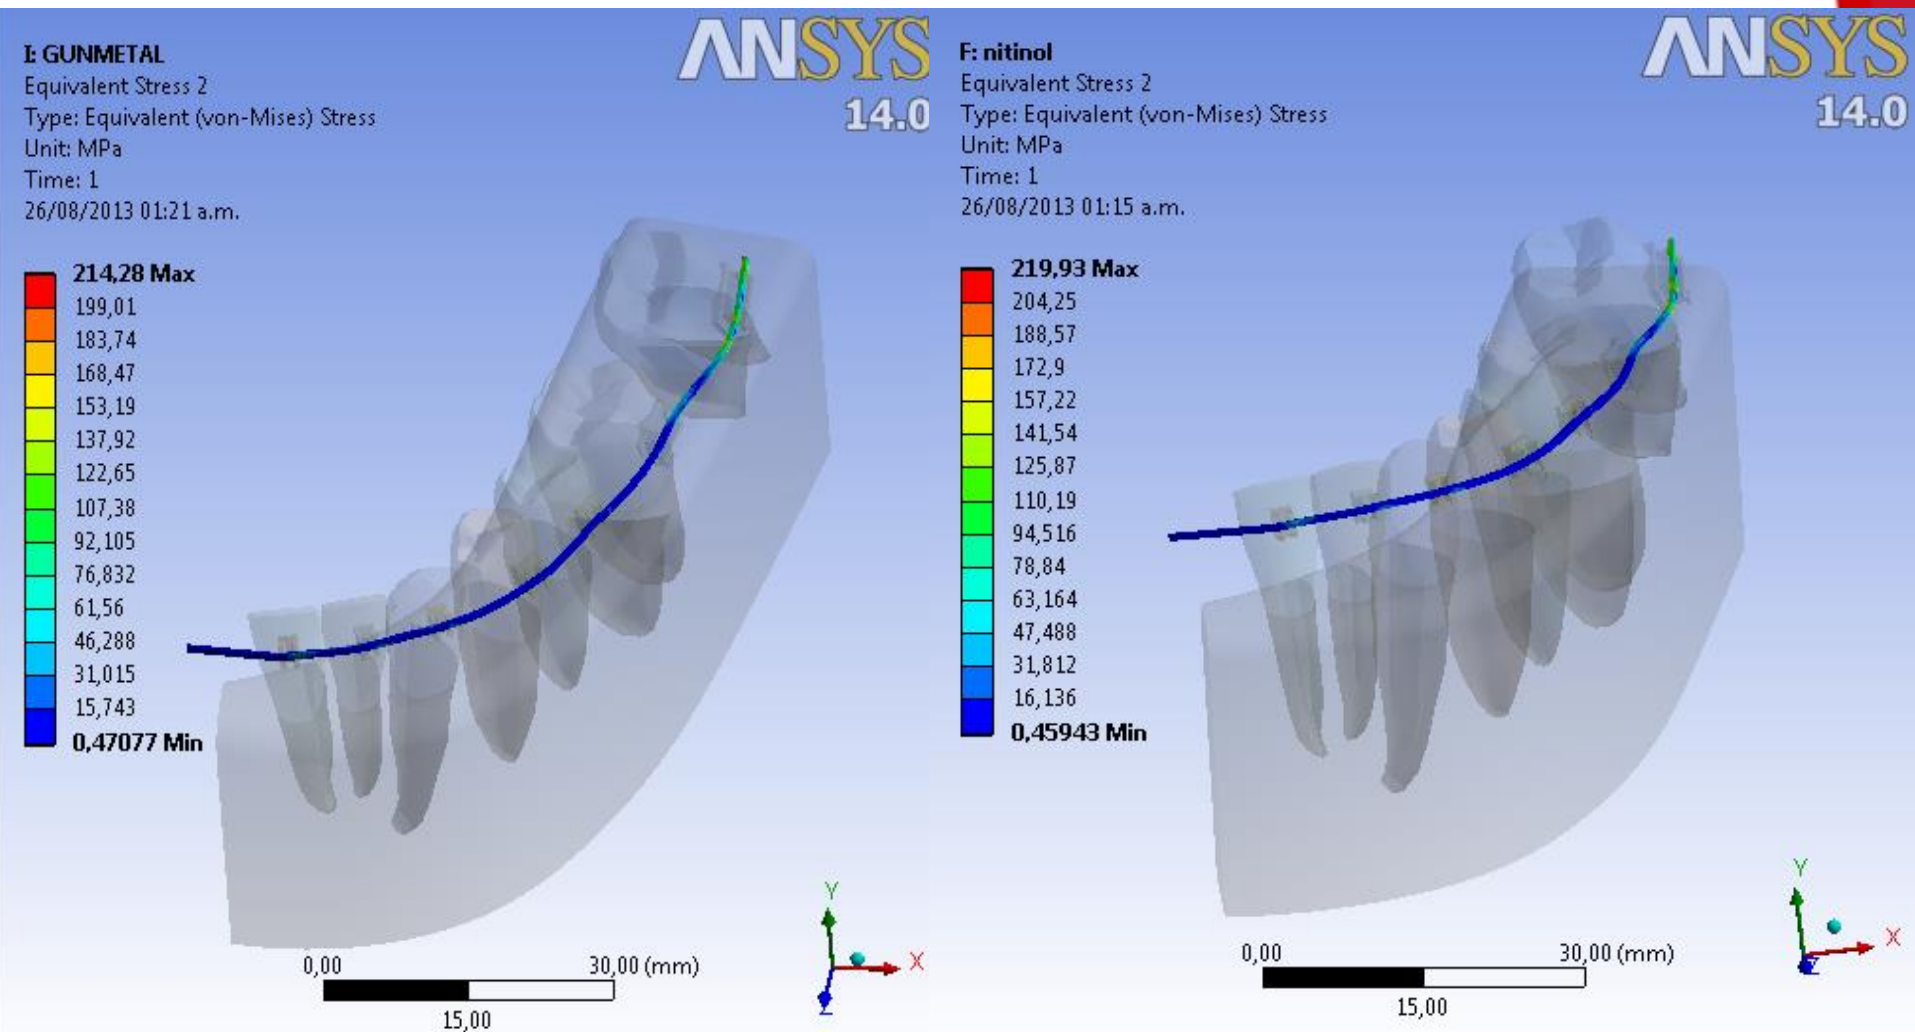 I: GUNMETAL
Equivalent Stress 2
Type: Equivalent (von-Mises) Stress
Unit: MPa
Time: 1
26/08/2013 01:21 a.m.
ANSYS
14.0
214,28 Max
199,01
183,74
168,47
153,19
137,92
122,65
107,38
92,105
76,832
61,56
46,288
31,015
15,743
0,47077 Min
0,00
30,00 (mm)
15,00
Y
X
Z
F: nitinol
Equivalent Stress 2
Type: Equivalent (von-Mises) Stress
Unit: MPa
Time: 1
26/08/2013 01:15 a.m.
ANSYS
14.0
219,93 Max
204,25
188,57
172,9
157,22
141,54
125,87
110,19
94,516
78,84
63,164
47,488
31,812
16,136
0,45943 Min
0,00
30,00 (mm)
15,00
Y
X
Z